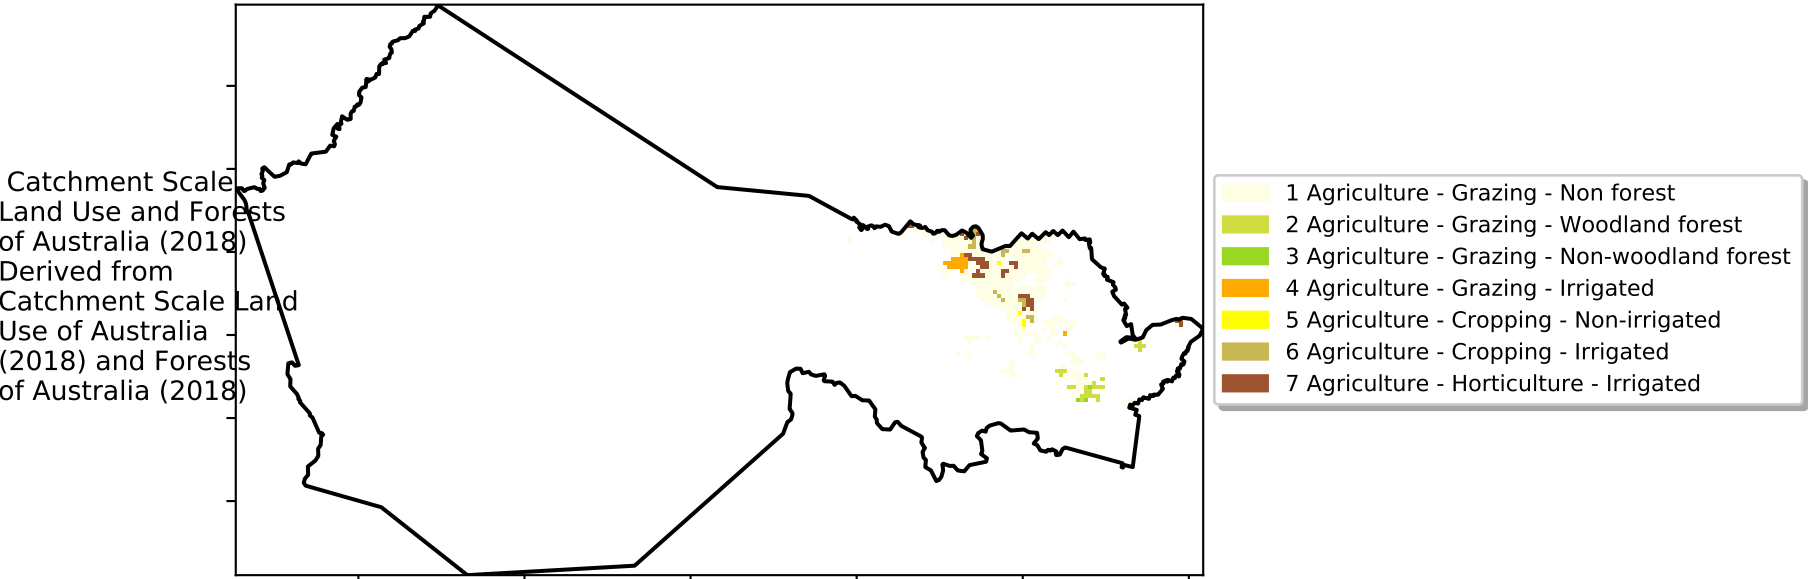 Catchment Scale
Land Use and Forests
of Australia (2018)
Derived from
Catchment Scale Land
Use of Australia
(2018) and Forests
of Australia (2018)
1 Agriculture - Grazing - Non forest
2 Agriculture - Grazing - Woodland forest
3 Agriculture - Grazing - Non-woodland forest
4 Agriculture - Grazing - Irrigated
5 Agriculture - Cropping - Non-irrigated
6 Agriculture - Cropping - Irrigated
7 Agriculture - Horticulture - Irrigated